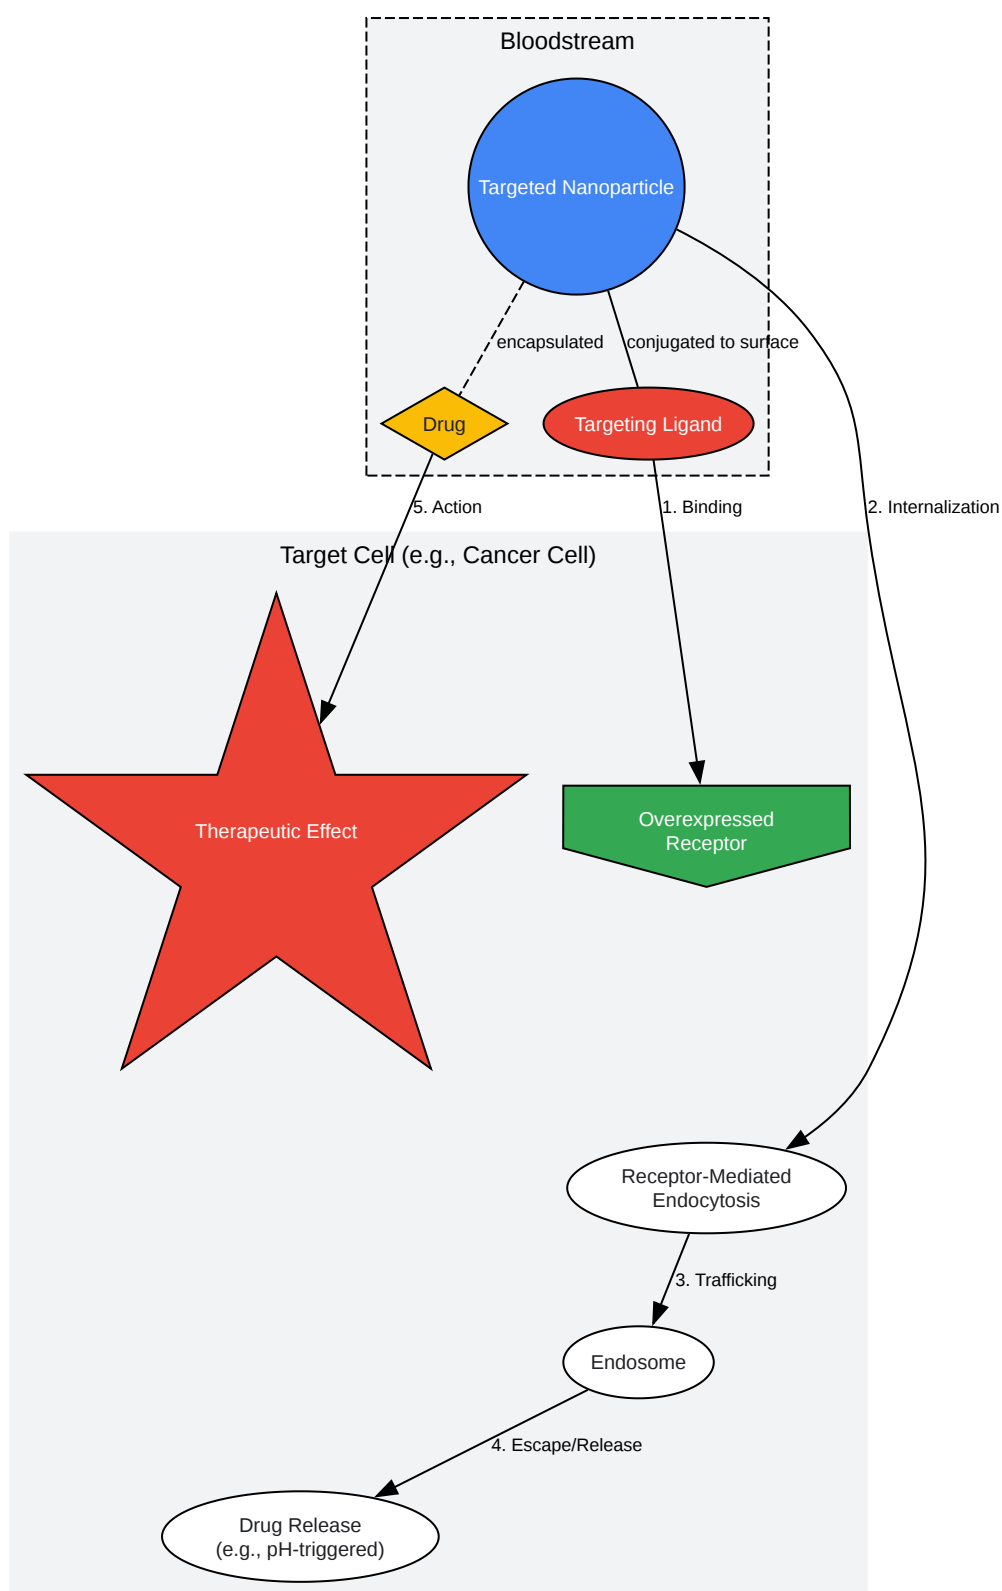 Bloodstream
Targeted Nanoparticle
encapsulated
conjugated to surface
Drug
Targeting Ligand
5. Action
1. Binding
2. Internalization
Target Cell (e.g., Cancer Cell)
Therapeutic Effect
Overexpressed
Receptor
Receptor-Mediated
Endocytosis
3. Trafficking
Endosome
4. Escape/Release
Drug Release
(e.g., pH-triggered)